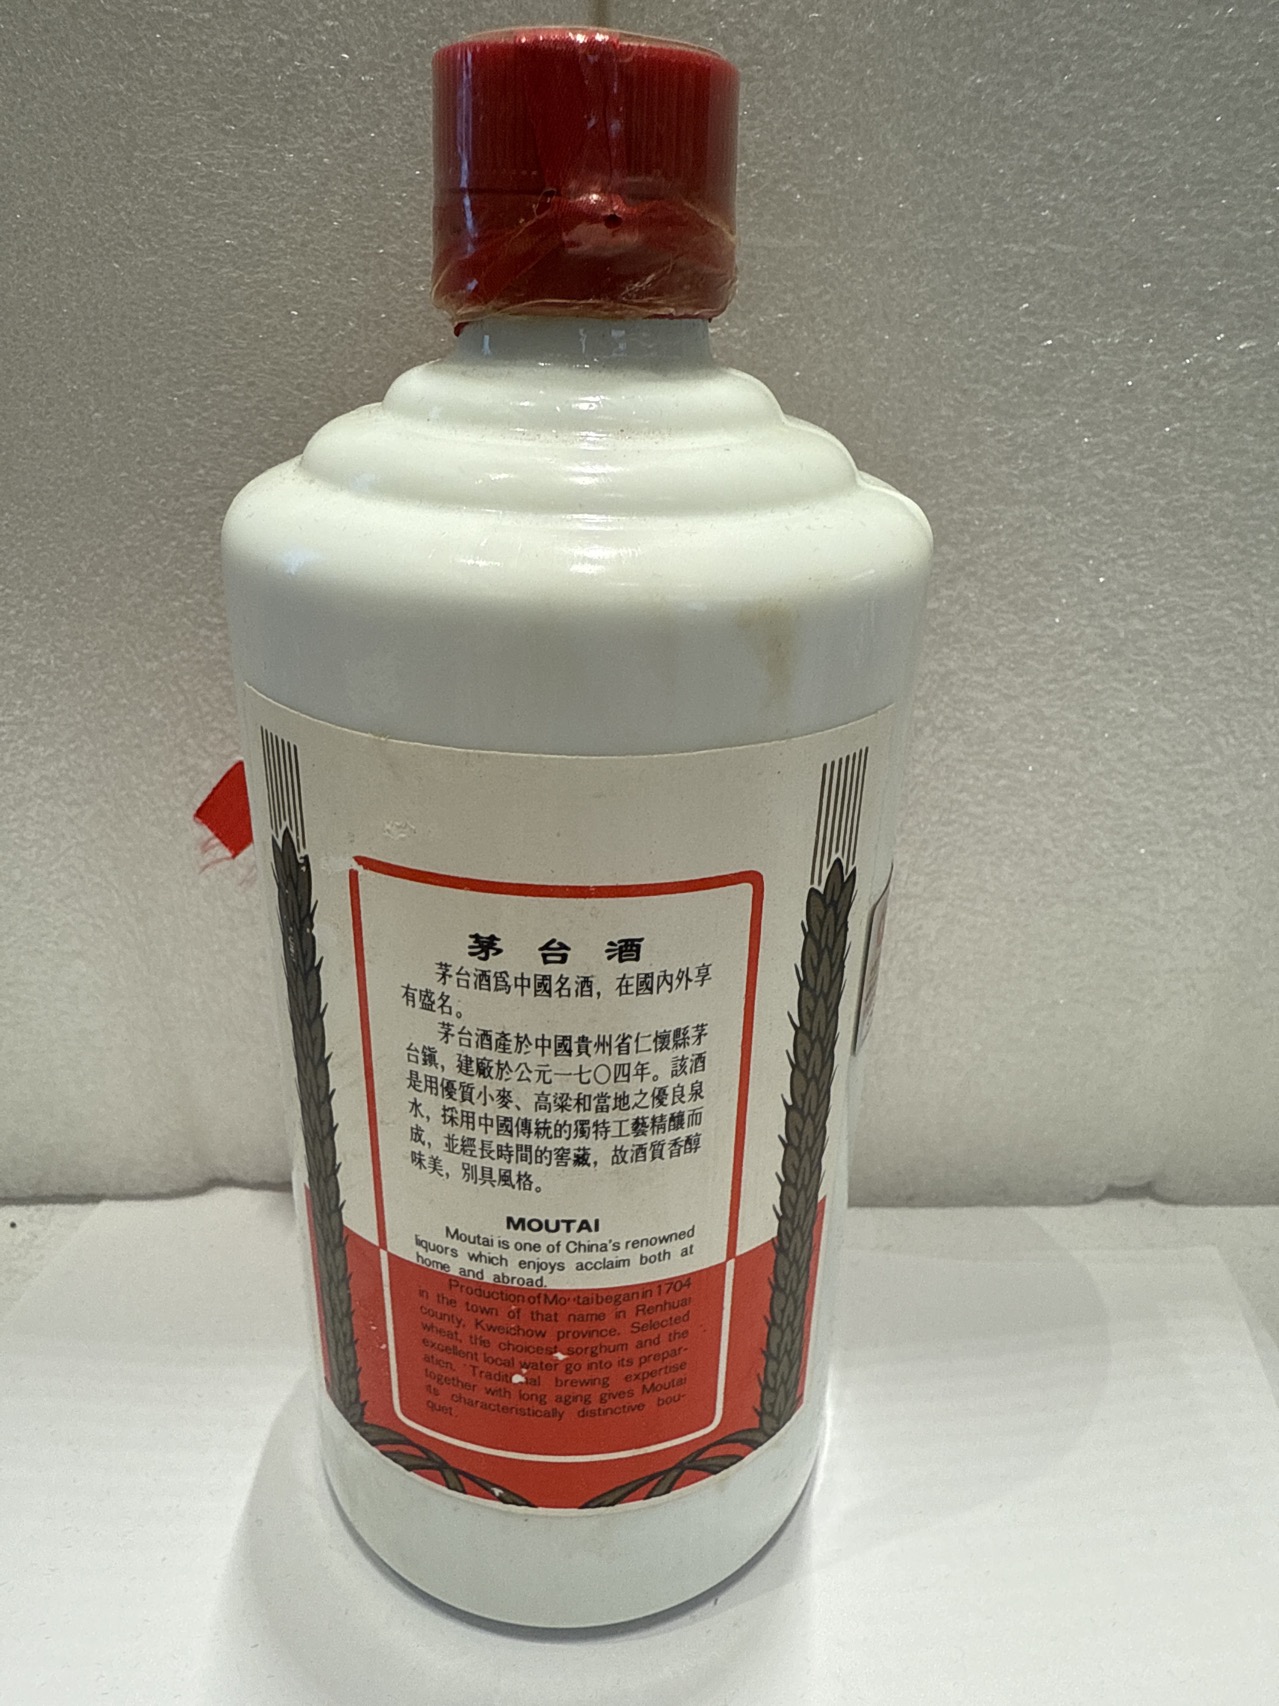 茅台酒
茅台酒爲中國名酒，在國內外享
有盛名。
茅台酒產於中國貴州省仁懷縣茅
台鎭，建廠於公元一七〇四年。該酒
是用優質小麥、高粱和當地之優良泉
水，採用中國傳統的獨特工藝精釀而
成，並經長時間的窖藏，故酒質香醇
味美，別具風格。
MOUTAI
Moutai is one of China's renowned
liquors which enjoys acclaim both at
home and abroad.
Production of Mo tai began in 1704
in the town of that name in Renhuai
county, Kweichow province. Selected
wheat, the choicest sorghum and the
excellent local water go into its prepar-
ation. Tradit al brewing expertise
together with long aging gives Moutai
its characteristically distinctive bou-
quet.